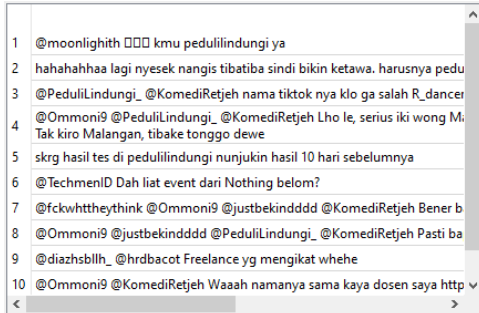 1 @moonlighith □□□ kmu pedulilindungi ya
2 hahahahhaa lagi nyesek nangis tibatiba sindi bikin ketawa. harusnya pedu
3 @PeduliLindungi_ @KomediRetjeh nama tiktok nya klo ga salah R_dancer
4 @Ommoni9 @PeduliLindungi_ @KomediRetjeh Lho le, serius iki wong Ma
Tak kiro Malangan, tibake tonggo dewe
5 skrg hasil tes di pedulilindungi nunjukin hasil 10 hari sebelumnya
6 @TechmenID Dah liat event dari Nothing belom?
7 @fckwhttheythink @Ommoni9 @justbekindddd @KomediRetjeh Bener b
8 @Ommoni9 @justbekindddd @PeduliLindungi_ @KomediRetjeh Pasti ba
9 @diazhsbllh_ @hrdbacot Freelance yg mengikat whehe
10 @Ommoni9 @KomediRetjeh Waaah namanya sama kaya dosen saya http